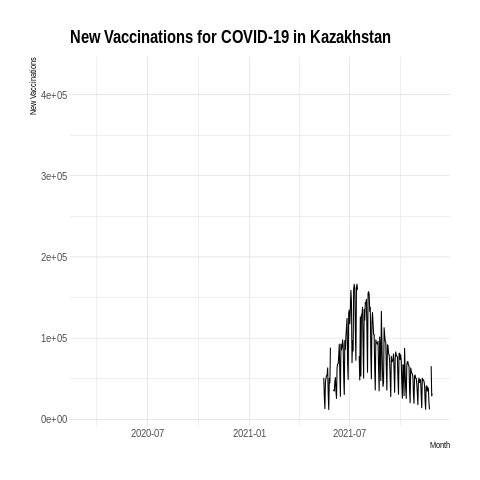 New Vaccinations for COVID-19 in Kazakhstan
New Vaccinations
4e+05
3e+05
2e+05
1e+05
0e+00
2020-07
2021-01
2021-07
Month